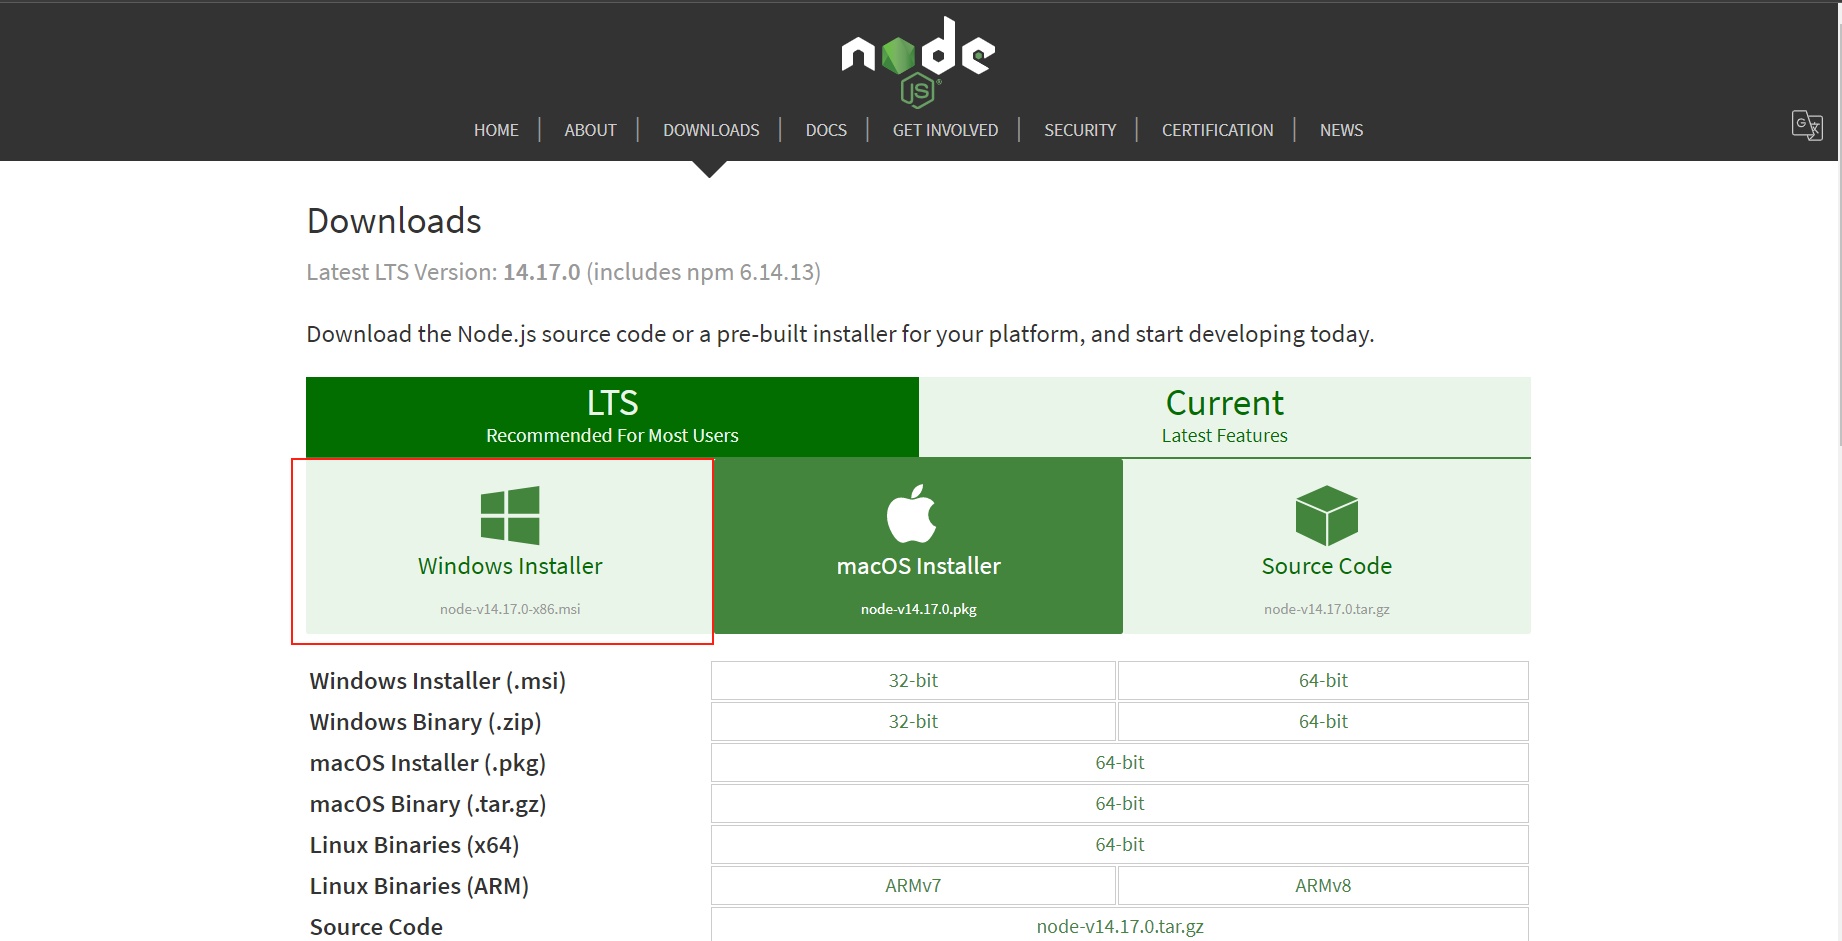 node
JS
HOME ABOUT DOWNLOADS DOCS GET INVOLVED SECURITY CERTIFICATION NEWS
Downloads
Latest LTS Version: 14.17.0 (includes npm 6.14.13)
Download the Node.js source code or a pre-built installer for your platform, and start developing today.
LTS
Recommended For Most Users
Current
Latest Features
Windows Installer
node-v14.17.0-x86.msi
macOS Installer
node-v14.17.0.pkg
Source Code
node-v14.17.0.tar.gz
Windows Installer (.msi) 32-bit 64-bit
Windows Binary (.zip) 32-bit 64-bit
macOS Installer (.pkg) 64-bit
macOS Binary (.tar.gz) 64-bit
Linux Binaries (x64) 64-bit
Linux Binaries (ARM) ARMv7 ARMv8
Source Code node-v14.17.0.tar.gz